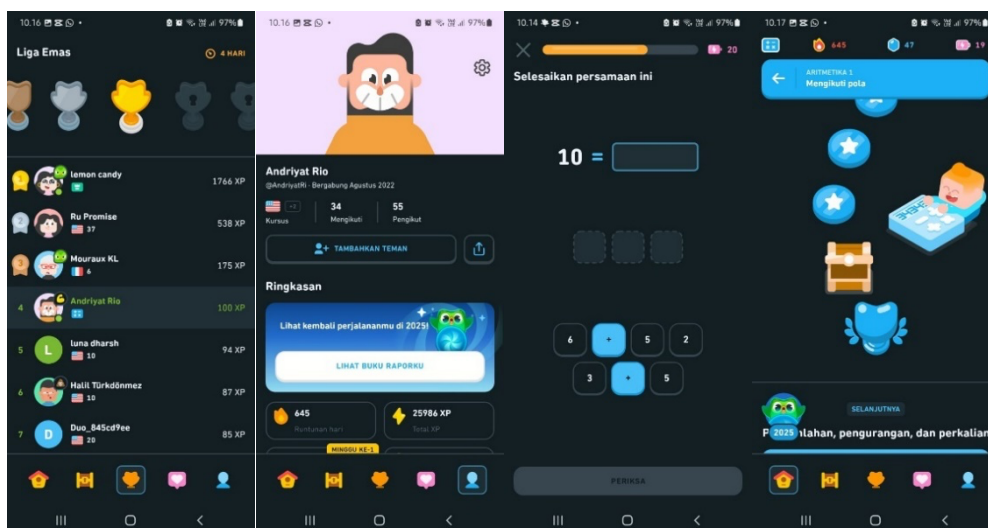 10.16
97%
Liga Emas
4 HARI
1
lemon candy
1766 XP
2
Ru Promise
37
538 XP
3
Mouraux KL
6
175 XP
4
Andriyat Rio
100 XP
5
L
luna dharsh
10
94 XP
6
Halil Türkdönmez
10
87 XP
7
D
Duo_845cd9ee
20
85 XP
10.16
97%
Andriyat Rio
@AndriyatRi · Bergabung Agustus 2022
+2
34
55
Kursus
Mengikuti
Pengikut
TAMBAHKAN TEMAN
Ringkasan
Lihat kembali perjalananmu di 2025!
LIHAT BUKU RAPORKU
645
Runtunan hari
25986 XP
Total XP
MINGGU KE-1
10.14
97%
20
Selesaikan persamaan ini
10 =
6 + 5 2
3 + 5
PERIKSA
10.17
97%
645
47
19
ARITMETIKA 1
Mengikuti pola
SELANJUTNYA
2025
lahan, pengurangan, dan perkalian